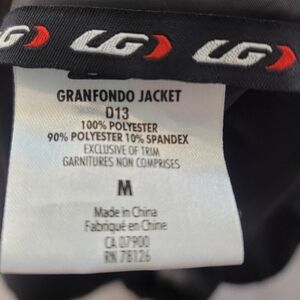 LG LG LG
GRANFONDO JACKET
D13
100% POLYESTER
90% POLYESTER 10% SPANDEX
EXCLUSIVE OF TRIM
GARNITURES NON COMPRISES
M
Made in China
Fabriqué en Chine
CA 07900
RN 78126